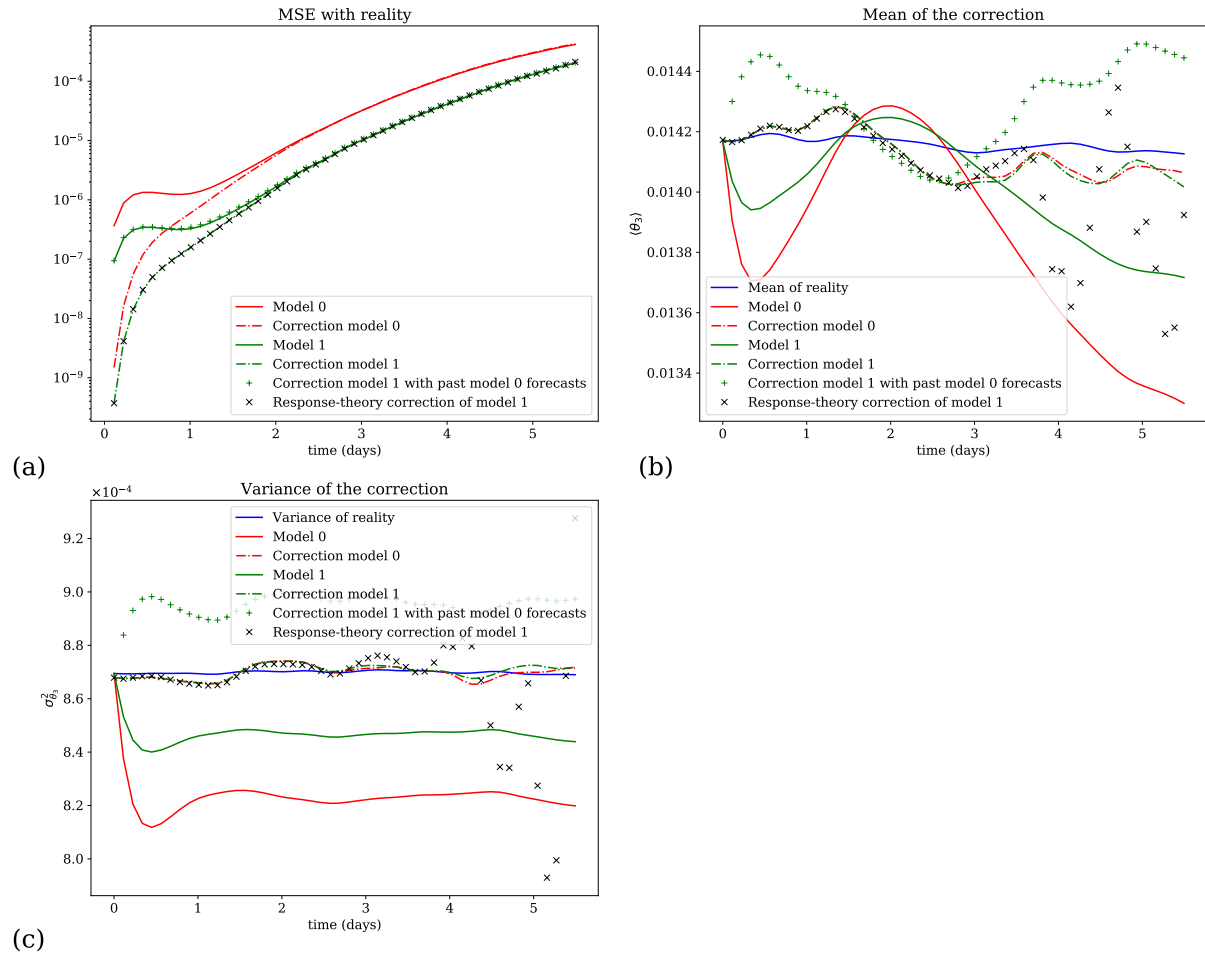 MSE with reality
10⁻⁴
10⁻⁵
10⁻⁶
10⁻⁷
10⁻⁸
10⁻⁹
0 1 2 3 4 5
time (days)
Model 0
Correction model 0
Model 1
Correction model 1
Correction model 1 with past model 0 forecasts
Response-theory correction of model 1
(a)
Mean of the correction
⟨θ₃⟩
0.0144
0.0142
0.0140
0.0138
0.0136
0.0134
0 1 2 3 4 5
time (days)
Mean of reality
Model 0
Correction model 0
Model 1
Correction model 1
Correction model 1 with past model 0 forecasts
Response-theory correction of model 1
(b)
×10⁻⁴
Variance of the correction
σ²θ₃
9.2
9.0
8.8
8.6
8.4
8.2
8.0
0 1 2 3 4 5
time (days)
Variance of reality
Model 0
Correction model 0
Model 1
Correction model 1
Correction model 1 with past model 0 forecasts
Response-theory correction of model 1
(c)